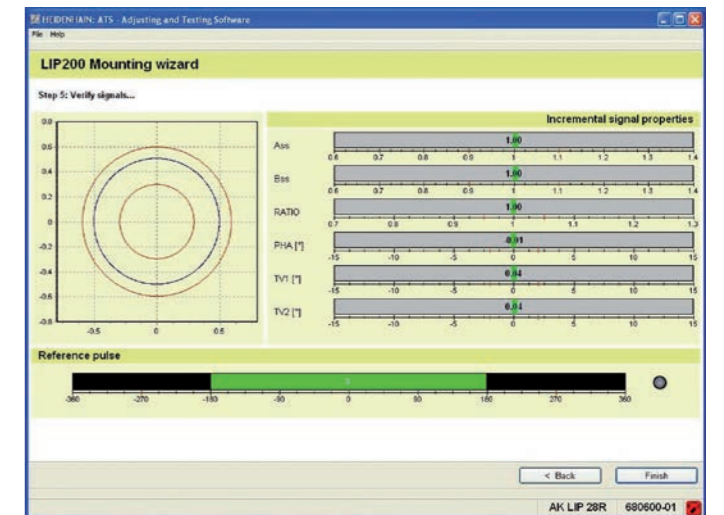 HEIDENHAIN: ATS - Adjusting and Testing Software
File Help
LIP200 Mounting wizard
Step 5: Verify signals...
Incremental signal properties
0.8
0.6
0.4
0.2
0
-0.2
-0.4
-0.6
-0.8
-0.5 0 0.5
Ass 1.00
0.6 0.7 0.8 0.9 1 1.1 1.2 1.3 1.4
Bss 1.00
0.6 0.7 0.8 0.9 1 1.1 1.2 1.3 1.4
RATIO 1.00
0.7 0.8 0.9 1 1.1 1.2 1.3
PHA [°] -0.01
-15 -10 -5 0 5 10 15
TV1 [°] 0.04
-15 -10 -5 0 5 10 15
TV2 [°] 0.04
-15 -10 -5 0 5 10 15
Reference pulse
-360 -270 -180 -90 0 90 180 270 360
< Back Finish
AK LIP 28R 680600-01